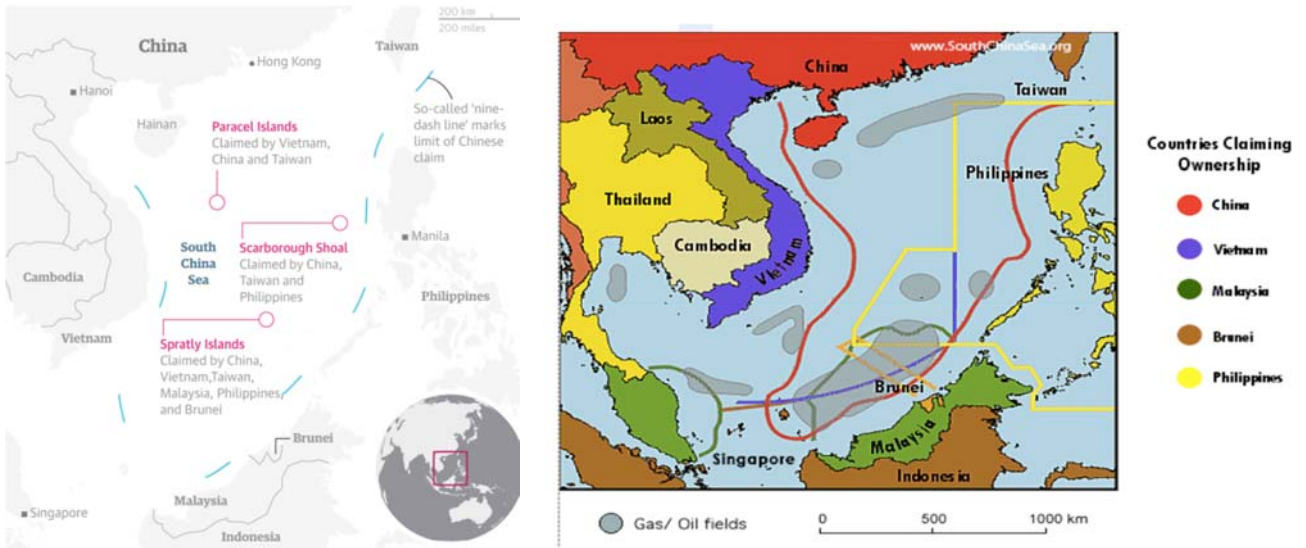 200 km
200 miles
China
Taiwan
Hong Kong
Hanoi
So-called 'nine-
dash line' marks
limit of Chinese
claim
Hainan
Paracel Islands
Claimed by Vietnam,
China and Taiwan
Manila
South
China
Sea
Scarborough Shoal
Claimed by China,
Taiwan and
Philippines
Cambodia
Philippines
Vietnam
Spratly Islands
Claimed by China,
Vietnam,Taiwan,
Malaysia, Philippines,
and Brunei
Brunei
Malaysia
Singapore
Indonesia
www.SouthChinaSea.org
China
Taiwan
Laos
Philippines
Thailand
Cambodia
Vietnam
Brunei
Malaysia
Singapore
Indonesia
Gas/ Oil fields
0 500 1000 km
Countries Claiming
Ownership
China
Vietnam
Malaysia
Brunei
Philippines